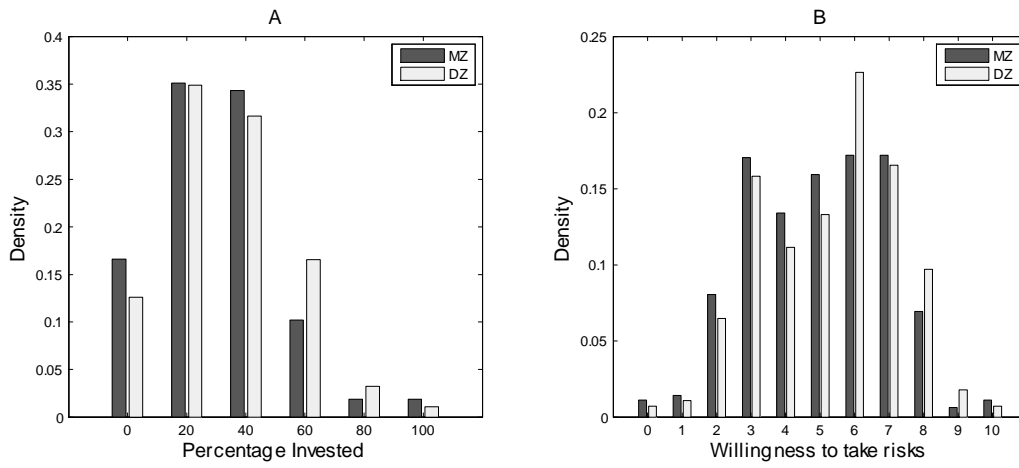 A
0.4
0.35
0.3
0.25
0.2
0.15
0.1
0.05
0
Density
MZ
DZ
0 20 40 60 80 100
Percentage Invested
B
0.25
0.2
0.15
0.1
0.05
0
Density
MZ
DZ
0 1 2 3 4 5 6 7 8 9 10
Willingness to take risks